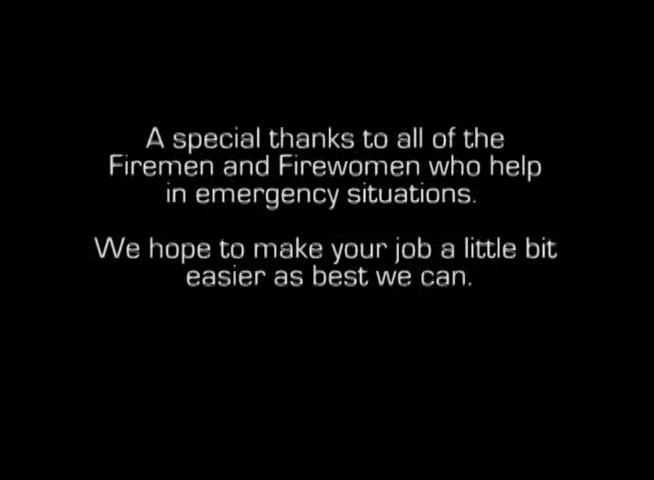 A special thanks to all of the
Firemen and Firewomen who help
in emergency situations.
We hope to make your job a little bit
easier as best we can.